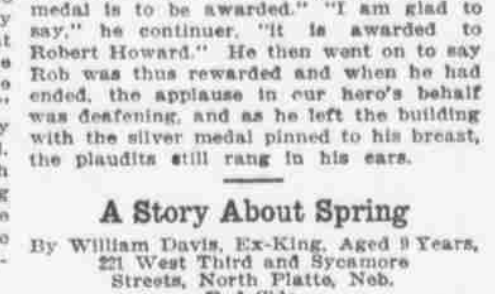 medal is to be awarded." "I am glad to
say," he continuer, "it is awarded to
Robert Howard." He then went on to say
Rob was thus rewarded and when he had
ended, the applause in our hero's behalf
was deafening, and as he left the building
with the silver medal pinned to his breast,
the plaudits still rang in his ears.
A Story About Spring
By William Davis, Ex-King, Aged 9 Years,
221 West Third and Sycamore
Streets, North Platte, Neb.